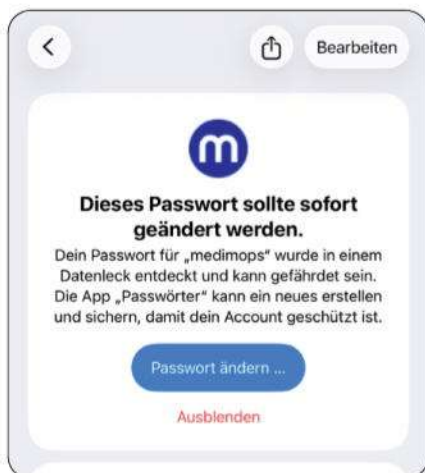 Bearbeiten
m
Dieses Passwort sollte sofort
geändert werden.
Dein Passwort für „medimops“ wurde in einem
Datenleck entdeckt und kann gefährdet sein.
Die App „Passwörter“ kann ein neues erstellen
und sichern, damit dein Account geschützt ist.
Passwort ändern ...
Ausblenden